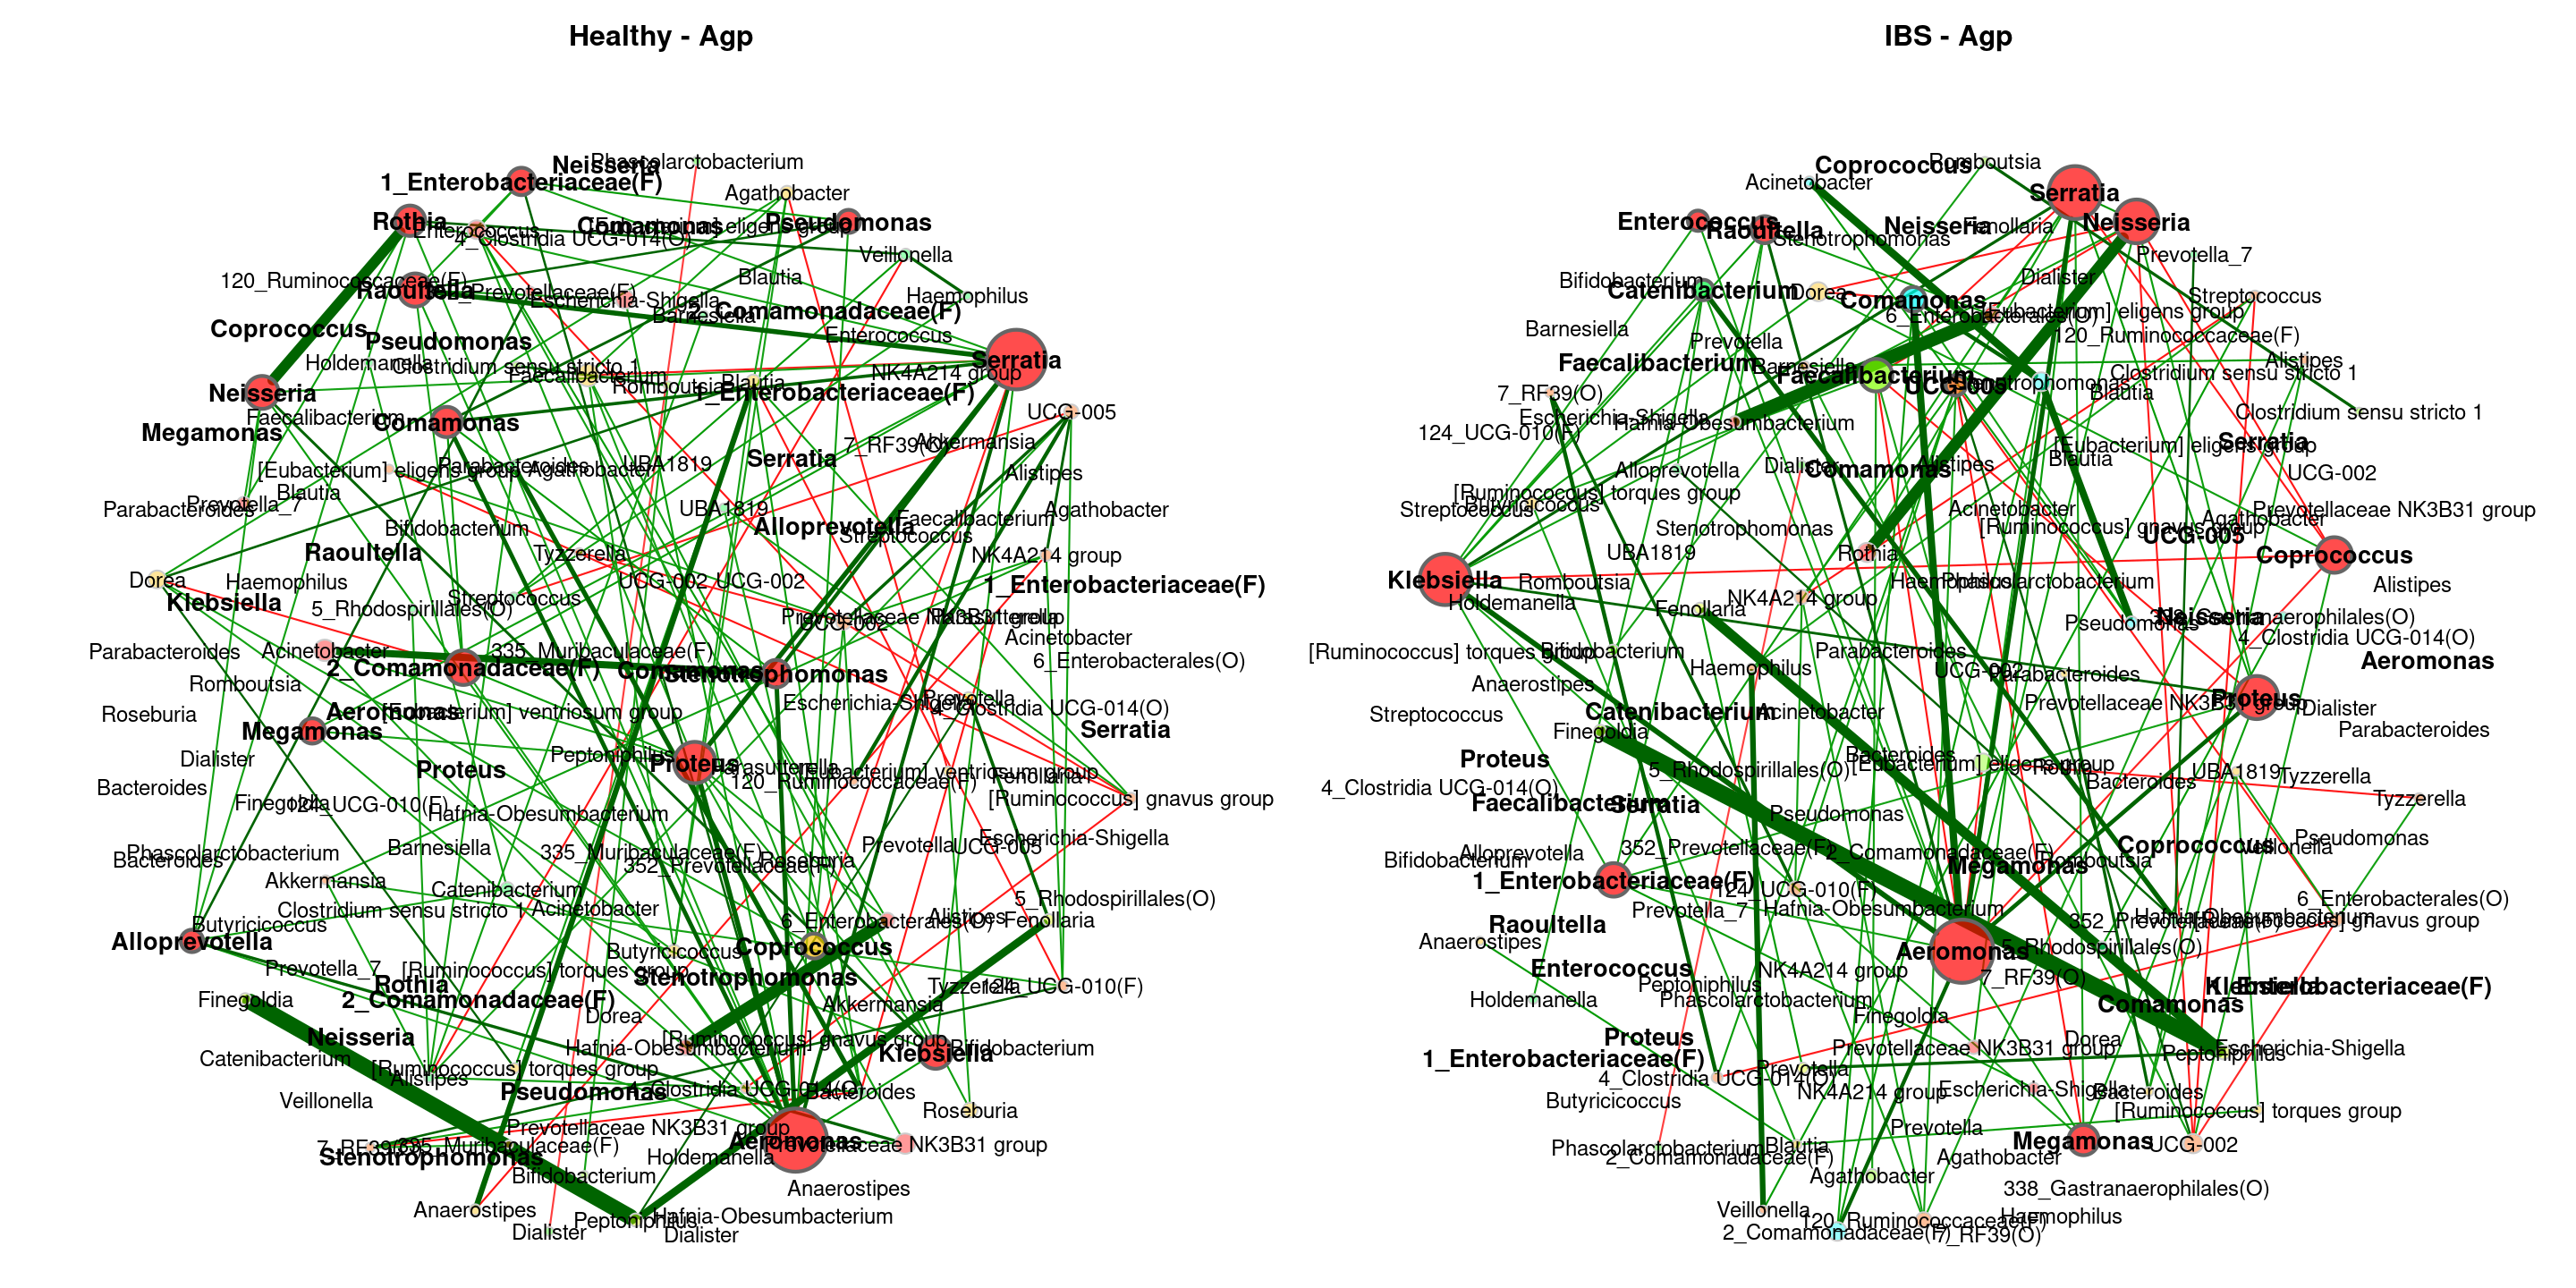 Healthy - Agp
Neisseria
Phascolarctobacterium
1_Enterobacteriaceae(F)
Agathobacter
Rothia
Enterococcus
4_Clostridia UCG-014(O)
Comamonas
[Eubacterium] eligens group
Pseudomonas
Veillonella
120_Ruminococcaceae(F)
Raoultella
Blautia
Escherichia-Shigella
Haemophilus
Barnesiella
2_Comamonadaceae(F)
Coprococcus
Pseudomonas
Enterococcus
Holdemanella
Clostridium sensu stricto 1
Serratia
Faecalibacterium
Romboutsia
Blautia
NK4A214 group
Neisseria
1_Enterobacteriaceae(F)
Faecalibacterium
Comamonas
UCG-005
Megamonas
7_RF39(O)
Akkermansia
[Eubacterium] eligens group
Parabacteroides
Agathobacter
UBA1819
Serratia
Alistipes
Blautia
Parabacteroides
Prevotella_7
Bifidobacterium
UBA1819
Alloprevotella
Faecalibacterium
Streptococcus
Agathobacter
Raoultella
Tyzzerella
NK4A214 group
Dorea
Haemophilus
UCG-002
UCG-002
1_Enterobacteriaceae(F)
Klebsiella
5_Rhodospirillales(O)
Streptococcus
UCG-002
Acinetobacter
Parabacteroides
Acinetobacter
335_Muribaculaceae(F)
6_Enterobacterales(O)
2_Comamonadaceae(F)
Comamonas
Stenotrophomonas
Romboutsia
Escherichia-Shigella
Prevotella
4_Clostridia UCG-014(O)
Roseburia
Aeromonas
[Eubacterium] ventriosum group
Megamonas
Serratia
Dialister
Peptoniphilus
Proteus
Proteus
Parasutterella
[Eubacterium] ventriosum group
Fenollaria
Bacteroides
120_Ruminococcaceae(F)
[Ruminococcus] gnavus group
Finegoldia
124_UCG-010(F)
Hafnia-Obesumbacterium
Escherichia-Shigella
Barnesiella
Phascolarctobacterium
Bacteroides
335_Muribaculaceae(F)
352_Prevotellaceae(F)
Roseburia
Prevotella
UCG-005
Akkermansia
Catenibacterium
5_Rhodospirillales(O)
Clostridium sensu stricto 1
Acinetobacter
6_Enterobacterales(O)
Alistipes
Fenollaria
Butyricicoccus
Alloprevotella
Butyricicoccus
Coprococcus
Prevotella_7
[Ruminococcus] torques group
Stenotrophomonas
Rothia
Tyzzerella
124_UCG-010(F)
Finegoldia
2_Comamonadaceae(F)
Akkermansia
Dorea
Neisseria
Hafnia-Obesumbacterium
[Ruminococcus] gnavus group
Klebsiella
Bifidobacterium
Catenibacterium
[Ruminococcus] torques group
Alistipes
Pseudomonas
4_Clostridia UCG-014(O)
Bacteroides
Veillonella
Roseburia
Prevotellaceae NK3B31 group
7_RF39(O)
335_Muribaculaceae(F)
Aeromonas
Prevotellaceae NK3B31 group
Stenotrophomonas
Holdemanella
Bifidobacterium
Anaerostipes
Anaerostipes
Peptoniphilus
Hafnia-Obesumbacterium
Dialister
Dialister
IBS - Agp
Coprococcus
Romboutsia
Acinetobacter
Serratia
Enterococcus
Raoultella
Stenotrophomonas
Neisseria
Fenollaria
Neisseria
Prevotella_7
Bifidobacterium
Catenibacterium
Dorea
Comamonas
Dialister
Streptococcus
6_Enterobacterales(O)
[Eubacterium] eligens group
Barnesiella
Prevotella
120_Ruminococcaceae(F)
Faecalibacterium
Barnesiella
Alistipes
Faecalibacterium
UCG-005
Stenotrophomonas
Clostridium sensu stricto 1
7_RF39(O)
Blautia
Escherichia-Shigella
Hafnia-Obesumbacterium
Clostridium sensu stricto 1
124_UCG-010(F)
[Eubacterium] eligens group
Serratia
Alloprevotella
Dialister
Comamonas
Alistipes
Blautia
UCG-002
[Ruminococcus] torques group
Streptococcus
Butyricicoccus
Acinetobacter
Prevotellaceae NK3B31 group
Stenotrophomonas
[Ruminococcus] gnavus group
Agathobacter
UCG-005
UBA1819
Rothia
Coprococcus
Klebsiella
Romboutsia
Haemophilus
Phascolarctobacterium
Alistipes
Holdemanella
Fenollaria
NK4A214 group
Pseudomonas
338_Gastranaerophilales(O)
Neisseria
4_Clostridia UCG-014(O)
[Ruminococcus] torques group
Bifidobacterium
Parabacteroides
Aeromonas
Haemophilus
UCG-002
Parabacteroides
Anaerostipes
Proteus
Prevotellaceae NK3B31 group
Dialister
Streptococcus
Catenibacterium
Acinetobacter
Finegoldia
Parabacteroides
Proteus
Bacteroides
5_Rhodospirillales(O)
[Eubacterium] eligens group
Rothia
Bacteroides
UBA1819
Tyzzerella
4_Clostridia UCG-014(O)
Tyzzerella
Faecalibacterium
Serratia
Pseudomonas
Pseudomonas
Bifidobacterium
Alloprevotella
352_Prevotellaceae(F)
2_Comamonadaceae(F)
Romboutsia
Coprococcus
Veillonella
Megamonas
1_Enterobacteriaceae(F)
124_UCG-010(F)
6_Enterobacterales(O)
Prevotella_7
Hafnia-Obesumbacterium
352_Prevotellaceae(F)
Hafnia-Obesumbacterium
[Ruminococcus] gnavus group
Raoultella
Anaerostipes
Aeromonas
5_Rhodospirillales(O)
Enterococcus
NK4A214 group
7_RF39(O)
Peptoniphilus
Klebsiella
1_Enterobacteriaceae(F)
Holdemanella
Phascolarctobacterium
Comamonas
Finegoldia
Proteus
Dorea
Prevotellaceae NK3B31 group
Peptoniphilus
Escherichia-Shigella
1_Enterobacteriaceae(F)
Prevotella
4_Clostridia UCG-014(O)
NK4A214 group
Escherichia-Shigella
Bacteroides
Butyricicoccus
[Ruminococcus] torques group
Prevotella
Phascolarctobacterium
Blautia
Megamonas
UCG-002
2_Comamonadaceae(F)
Agathobacter
Agathobacter
338_Gastranaerophilales(O)
Veillonella
120_Ruminococcaceae(F)
Haemophilus
2_Comamonadaceae(F)
7_RF39(O)